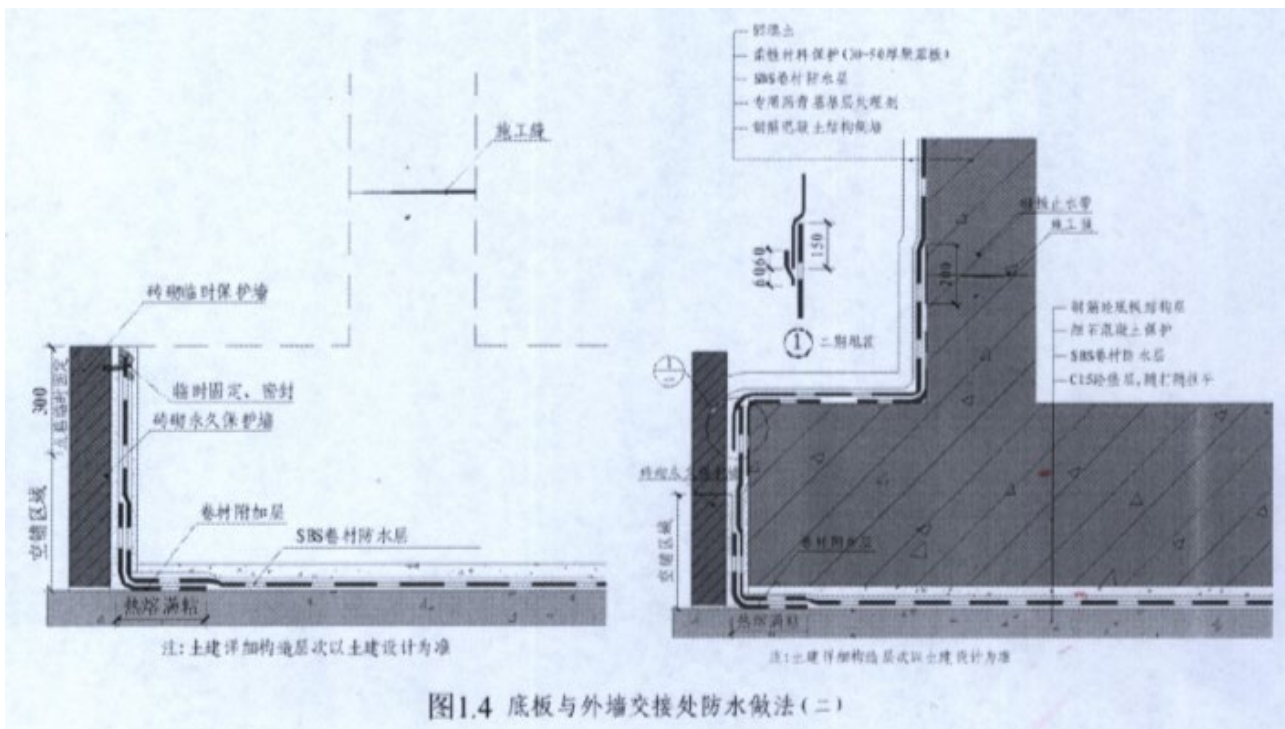 施工缝
砖砌临时保护墙
300
点粘临时固定
临时固定、密封
砖砌永久保护墙
空铺区域
卷材附加层
SBS卷材防水层
热熔满粘
注:土建详细构造层次以土建设计为准
柔性材料保护(30-50厚聚苯板)
SBS卷材防水层
专用沥青基基层处理剂
钢筋混凝土结构侧墙
150
6060
1
二期甩茬
钢板止水带
施工缝
200
钢筋砼底板结构层
细石混凝土保护
SBS卷材防水层
C15砼垫层,随打随抹平
1
空铺区域
卷材附加层
热熔满粘
注:土建详细构造层次以土建设计为准
图1.4 底板与外墙交接处防水做法(二)